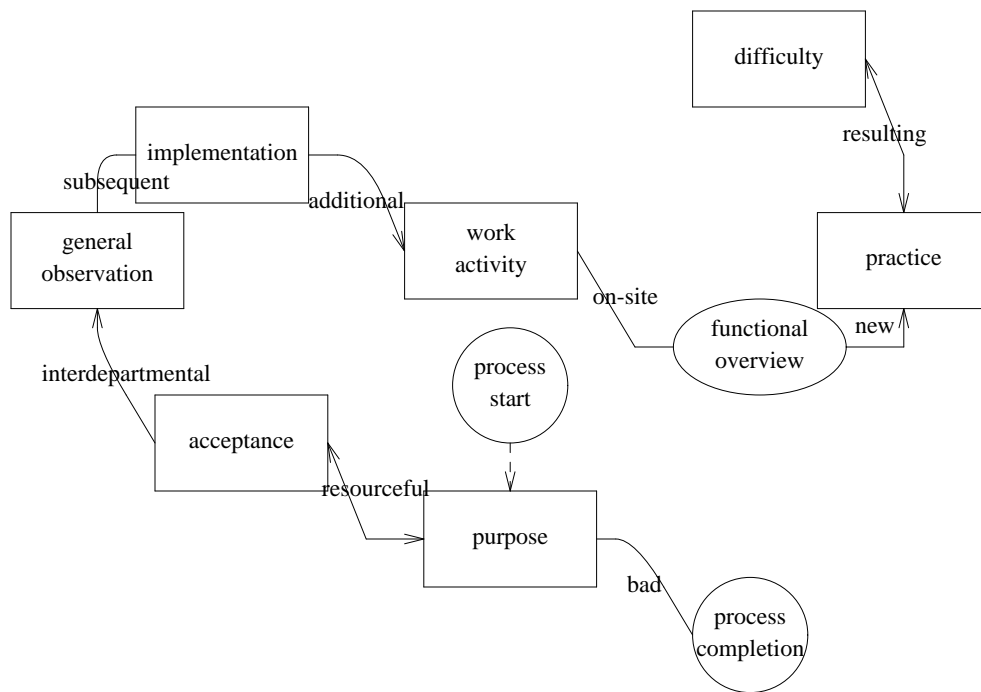 difficulty
resulting
implementation
subsequent
additional
general
observation
work
activity
practice
on-site
functional
overview
new
process
start
interdepartmental
acceptance
resourceful
purpose
bad
process
completion